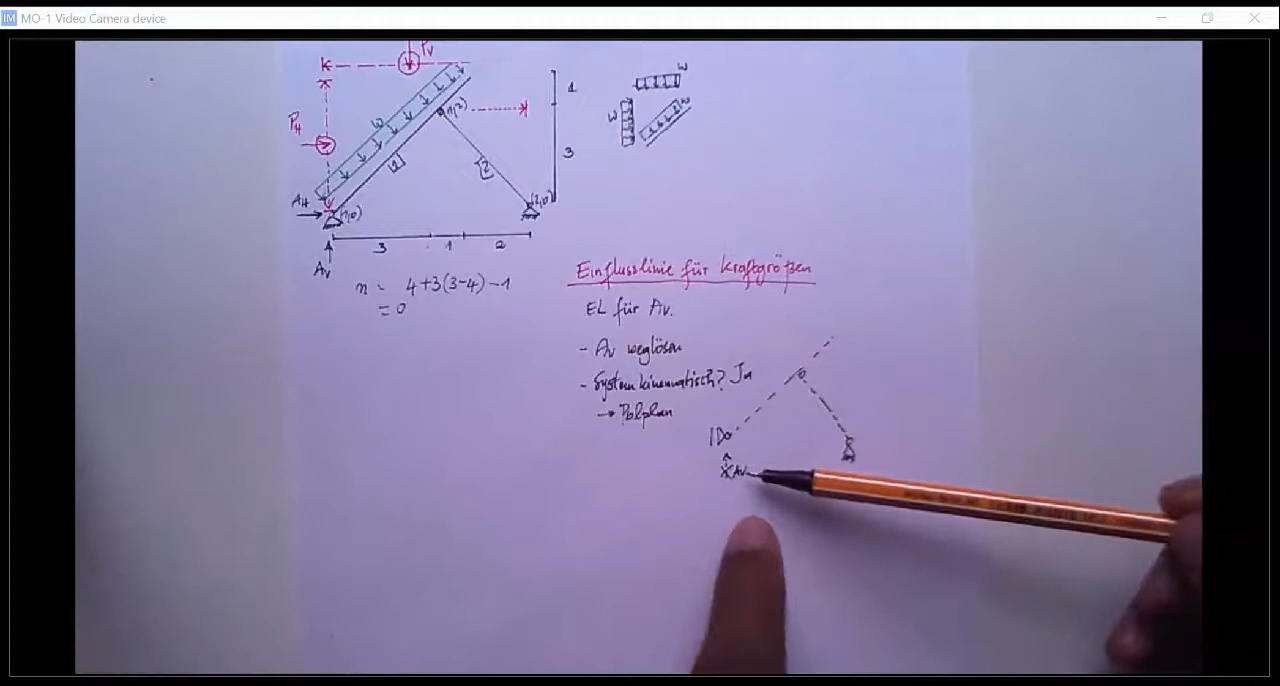 MO-1 Video Camera device
Pv
w
w
w
1
3
PH
1
2
(1,2)
AH
(1,0)
(2,0)
3
1
2
Av
n = 4+3(3-4)-1
= 0
Einflusslinie für Kraftgrößen
EL für Av.
- Av weglösen
- System kinematisch? Ja
→ Polplan
Av